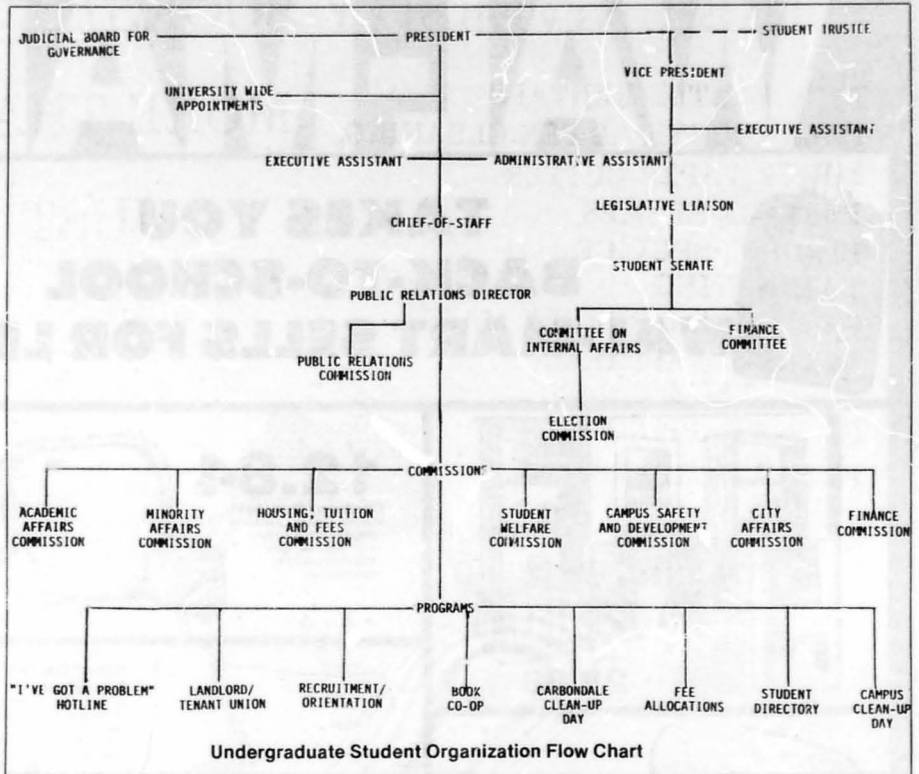 JUDICIAL BOARD FOR
GOVERNANCE
PRESIDENT
STUDENT TRUSTEE
VICE PRESIDENT
UNIVERSITY WIDE
APPOINTMENTS
EXECUTIVE ASSISTANT
EXECUTIVE ASSISTANT
ADMINISTRATIVE ASSISTANT
LEGISLATIVE LIAISON
CHIEF-OF-STAFF
STUDENT SENATE
PUBLIC RELATIONS DIRECTOR
COMMITTEE ON
INTERNAL AFFAIRS
FINANCE
COMMITTEE
PUBLIC RELATIONS
COMMISSION
ELECTION
COMMISSION
COMMISSIONS
ACADEMIC
AFFAIRS
COMMISSION
MINORITY
AFFAIRS
COMMISSION
HOUSING, TUITION
AND FEES
COMMISSION
STUDENT
WELFARE
COMMISSION
CAMPUS SAFETY
AND DEVELOPMENT
COMMISSION
CITY
AFFAIRS
COMMISSION
FINANCE
COMMISSION
PROGRAMS
"I'VE GOT A PROBLEM"
HOTLINE
LANDLORD/
TENANT UNION
RECRUITMENT/
ORIENTATION
BOOK
CO-OP
CARBONDALE
CLEAN-UP
DAY
FEE
ALLOCATIONS
STUDENT
DIRECTORY
CAMPUS
CLEAN-UP
DAY
Undergraduate Student Organization Flow Chart